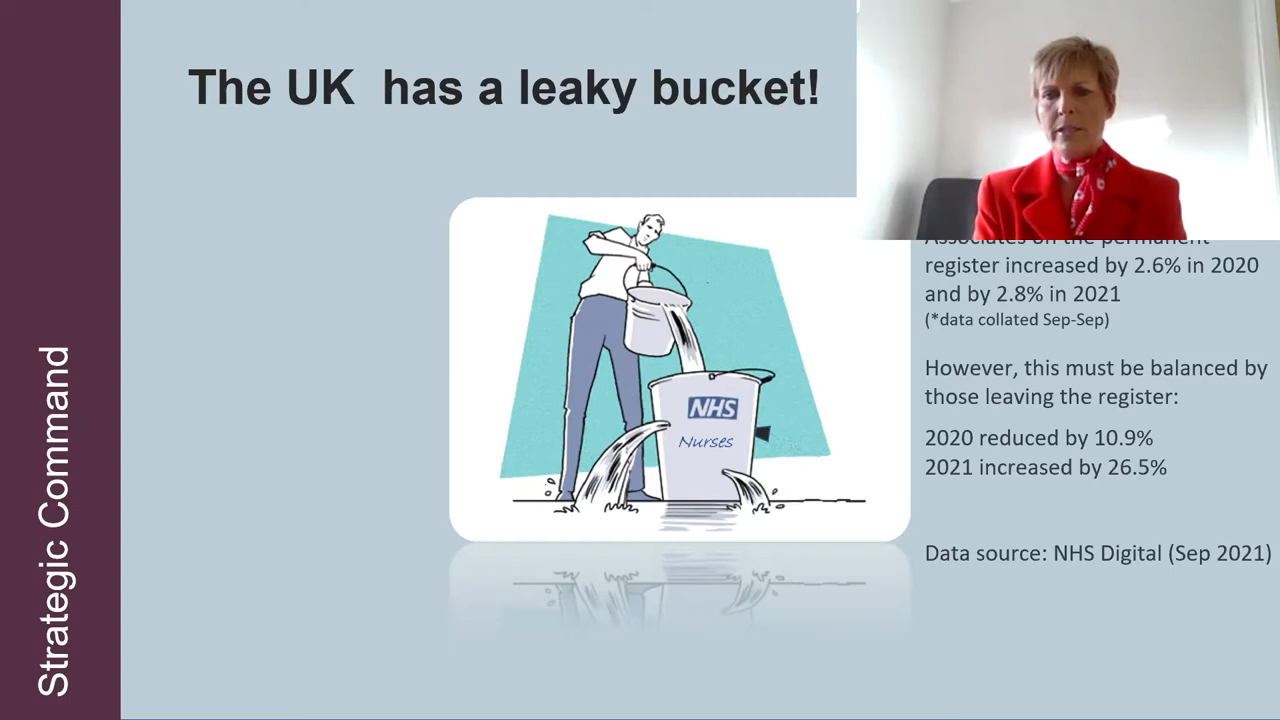 The UK has a leaky bucket!
Associates on the permanent
register increased by 2.6% in 2020
and by 2.8% in 2021
(*data collated Sep-Sep)
However, this must be balanced by
those leaving the register:
2020 reduced by 10.9%
2021 increased by 26.5%
Data source: NHS Digital (Sep 2021)
NHS
Nurses
Strategic Command